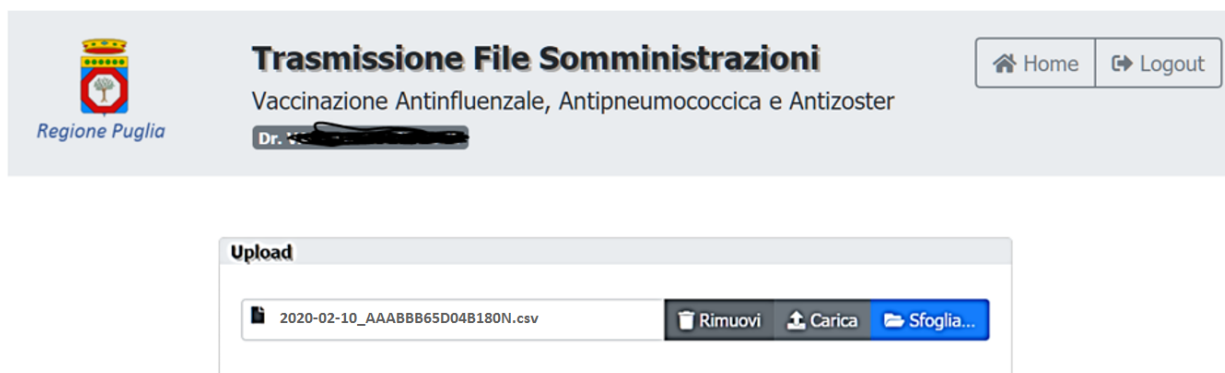 Trasmissione File Somministrazioni
Home
Logout
Vaccinazione Antinfluenzale, Antipneumococcica e Antizoster
Regione Puglia
Dr.
Upload
2020-02-10_AAABBB65D04B180N.csv
Rimuovi
Carica
Sfoglia...